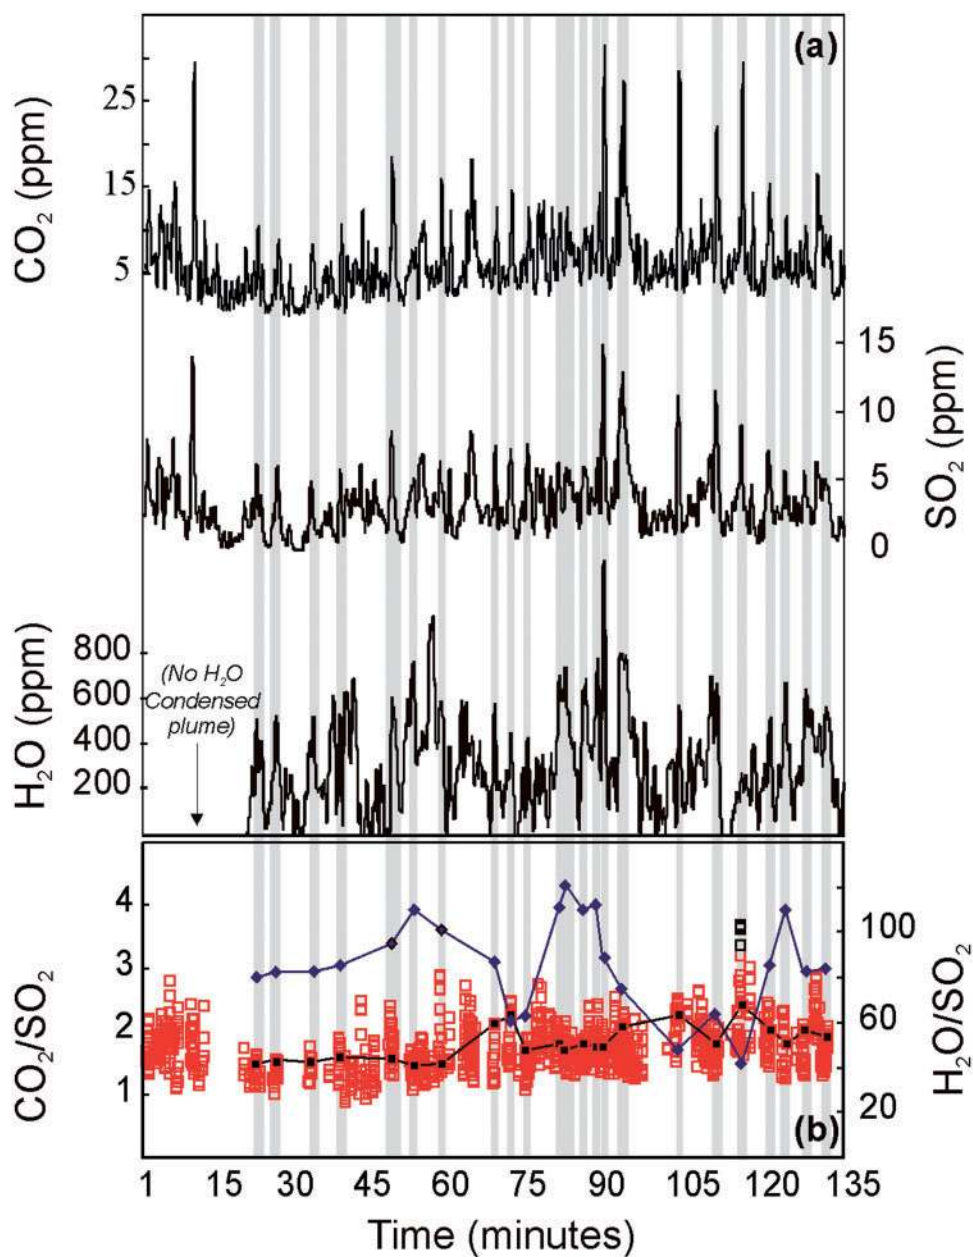 (a)
CO₂ (ppm)
25
15
5
SO₂ (ppm)
15
10
5
0
H₂O (ppm)
800
600
400
200
(No H₂O
Condensed
plume)
(b)
CO₂/SO₂
4
3
2
1
H₂O/SO₂
100
60
20
1 15 30 45 60 75 90 105 120 135
Time (minutes)